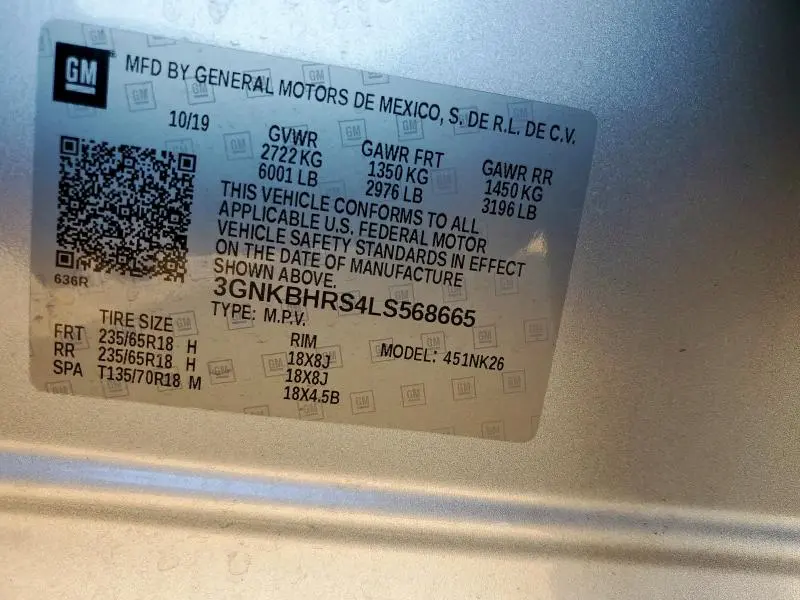 GM
MFD BY GENERAL MOTORS DE MEXICO, S. DE R.L. DE C.V.
10/19
GVWR GAWR FRT GAWR RR
2722 KG 1350 KG 1450 KG
6001 LB 2976 LB 3196 LB
THIS VEHICLE CONFORMS TO ALL
APPLICABLE U.S. FEDERAL MOTOR
VEHICLE SAFETY STANDARDS IN EFFECT
ON THE DATE OF MANUFACTURE
SHOWN ABOVE.
636R
3GNKBHRS4LS568665
TYPE: M.P.V. MODEL: 451NK26
TIRE SIZE RIM
FRT 235/65R18 H 18X8J
RR 235/65R18 H 18X8J
SPA T135/70R18 M 18X4.5B